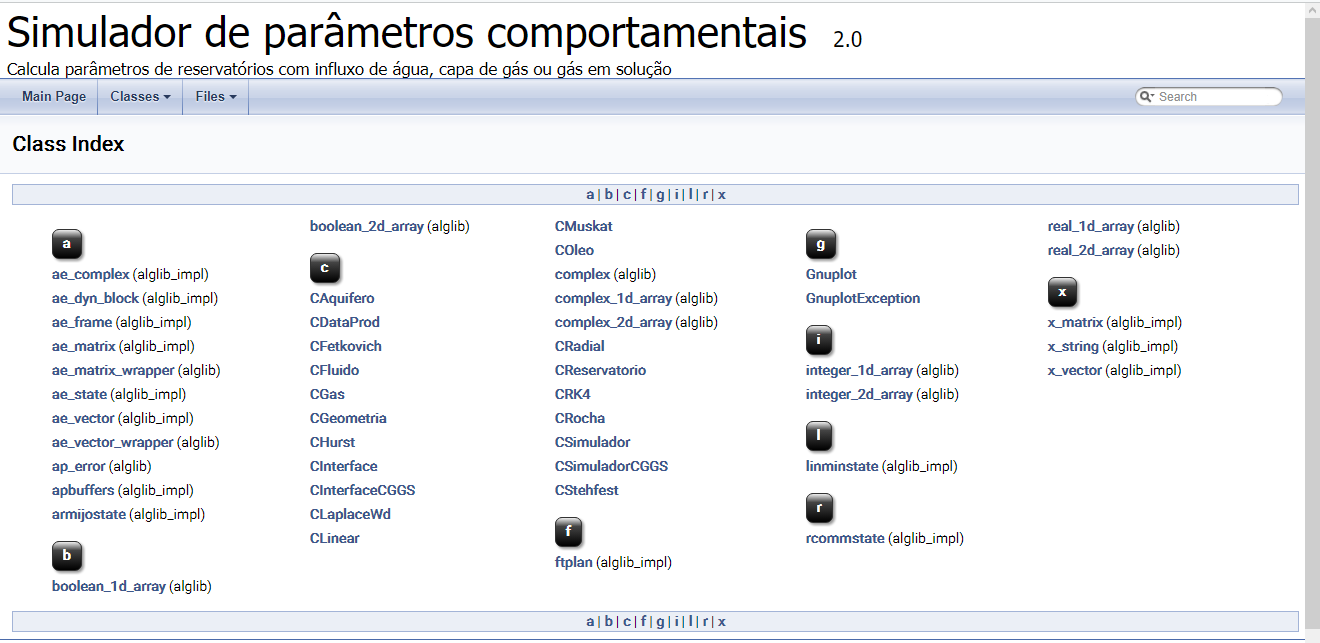 Simulador de parâmetros comportamentais 2.0
Calcula parâmetros de reservatórios com influxo de água, capa de gás ou gás em solução
Main Page Classes Files Search
Class Index
a | b | c | f | g | i | l | r | x
a
ae_complex (alglib_impl)
ae_dyn_block (alglib_impl)
ae_frame (alglib_impl)
ae_matrix (alglib_impl)
ae_matrix_wrapper (alglib)
ae_state (alglib_impl)
ae_vector (alglib_impl)
ae_vector_wrapper (alglib)
ap_error (alglib)
apbuffers (alglib_impl)
armijostate (alglib_impl)
b
boolean_1d_array (alglib)
boolean_2d_array (alglib)
c
CAquifero
CDataProd
CFetkovich
CFluido
CGas
CGeometria
CHurst
CInterface
CInterfaceCGGS
CLaplaceWd
CLinear
CMuskat
COleo
complex (alglib)
complex_1d_array (alglib)
complex_2d_array (alglib)
CRadial
CReservatorio
CRK4
CRocha
CSimulador
CSimuladorCGGS
CStehfest
f
ftplan (alglib_impl)
g
Gnuplot
GnuplotException
i
integer_1d_array (alglib)
integer_2d_array (alglib)
l
linminstate (alglib_impl)
r
rcommstate (alglib_impl)
real_1d_array (alglib)
real_2d_array (alglib)
x
x_matrix (alglib_impl)
x_string (alglib_impl)
x_vector (alglib_impl)
a | b | c | f | g | i | l | r | x